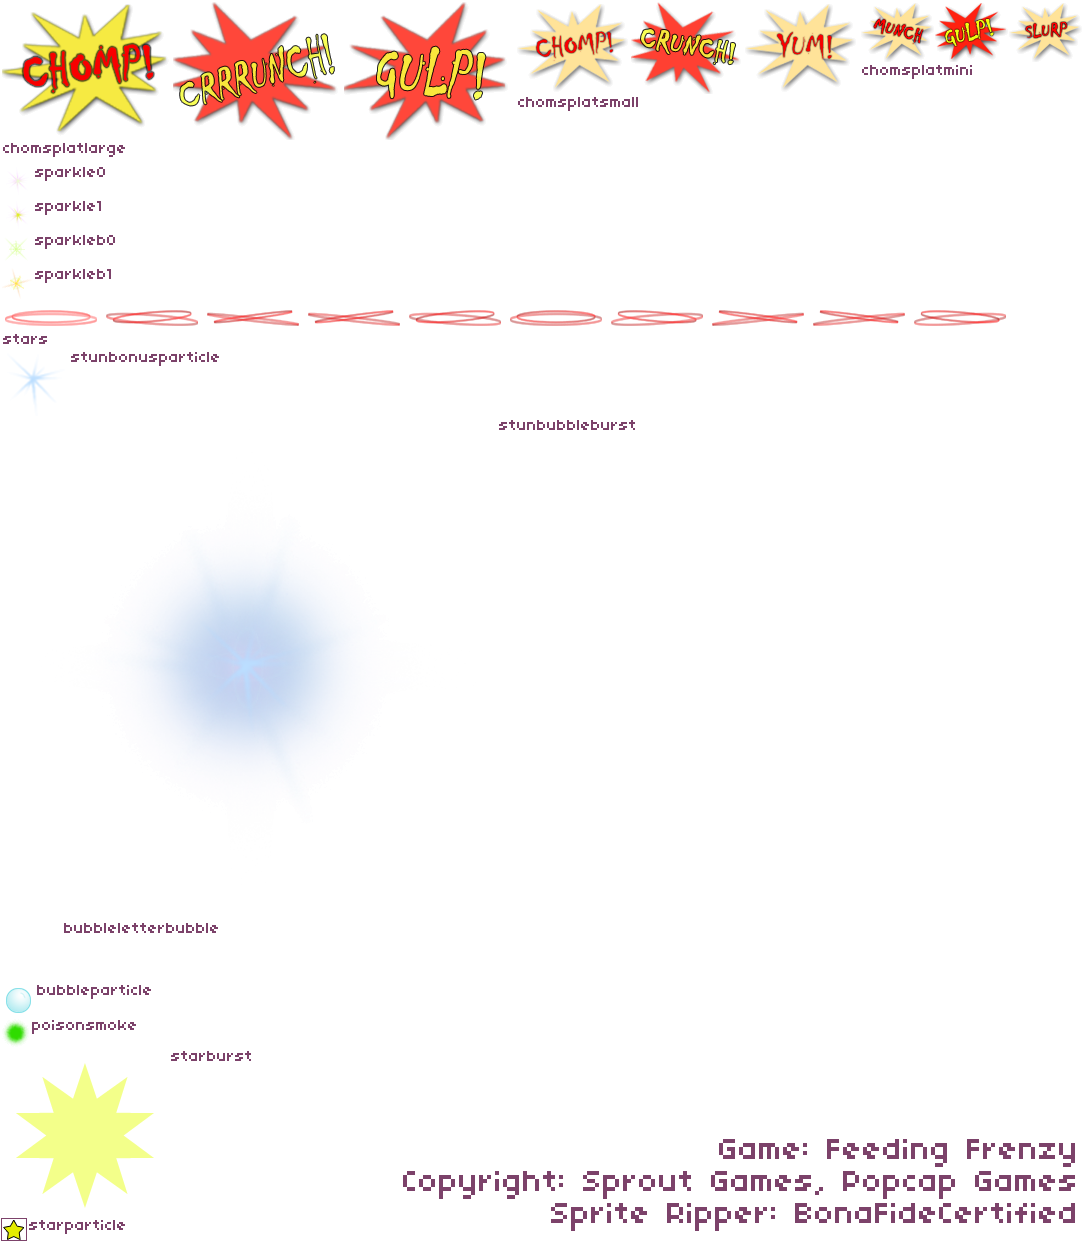 CHOMP!
CRRRUNCH!
GULP!
CHOMP!
CRUNCH!
YUM!
MUNCH
GULP!
SLURP
chomsplatmini
chomsplatsmall
chomsplatlarge
sparkle0
sparkle1
sparkleb0
sparkleb1
stars
stunbonusparticle
stunbubbleburst
bubbleletterbubble
bubbleparticle
poisonsmoke
starburst
Game: Feeding Frenzy
Copyright: Sprout Games, Popcap Games
Sprite Ripper: BonaFideCertified
starparticle